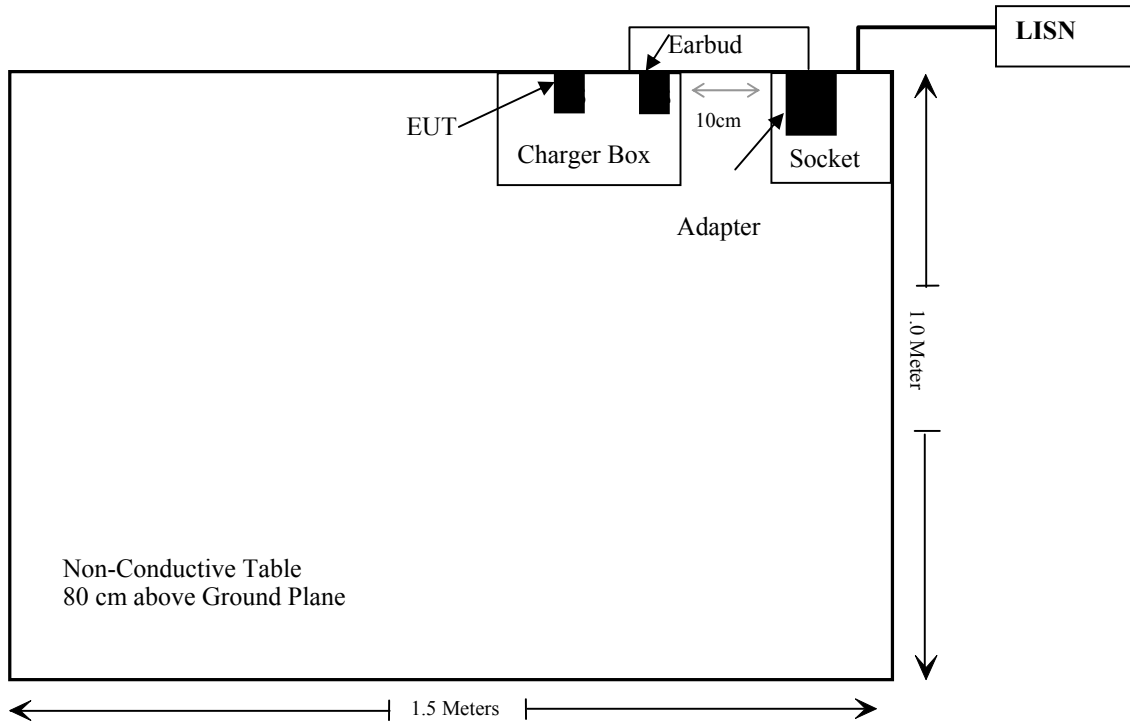 LISN
Earbud
EUT
10cm
Charger Box
Socket
Adapter
1.0 Meter
Non-Conductive Table
80 cm above Ground Plane
1.5 Meters